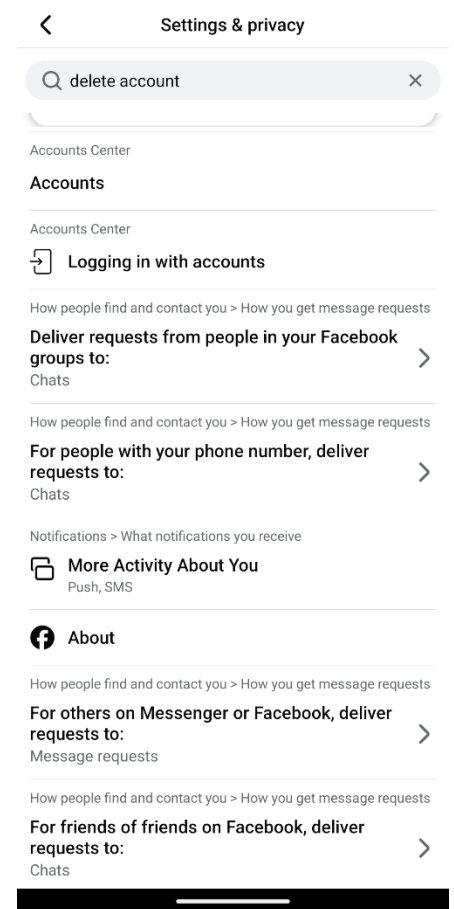 Settings & privacy
delete account
Accounts Center
Accounts
Accounts Center
Logging in with accounts
How people find and contact you > How you get message requests
Deliver requests from people in your Facebook
groups to:
Chats
How people find and contact you > How you get message requests
For people with your phone number, deliver
requests to:
Chats
Notifications > What notifications you receive
More Activity About You
Push, SMS
About
How people find and contact you > How you get message requests
For others on Messenger or Facebook, deliver
requests to:
Message requests
How people find and contact you > How you get message requests
For friends of friends on Facebook, deliver
requests to:
Chats